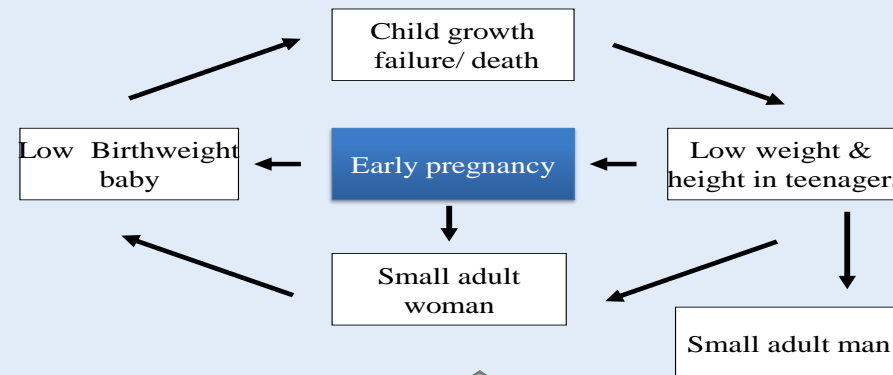 Child growth
failure/ death
Low Birthweight
baby
Early pregnancy
Low weight &
height in teenagers
Small adult
woman
Small adult man